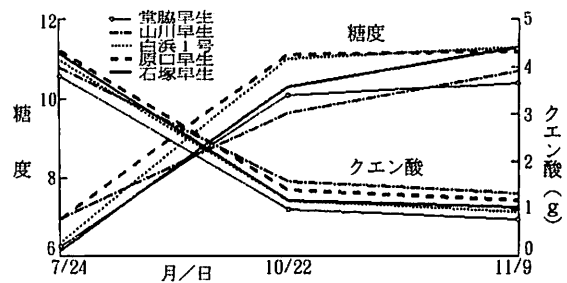 12
10
8
6
糖度
常脇早生
山川早生
白浜1号
原口早生
石塚早生
糖度
クエン酸
5
4
3
2
1
0
クエン酸(g)
7/24
月/日
10/22
11/9